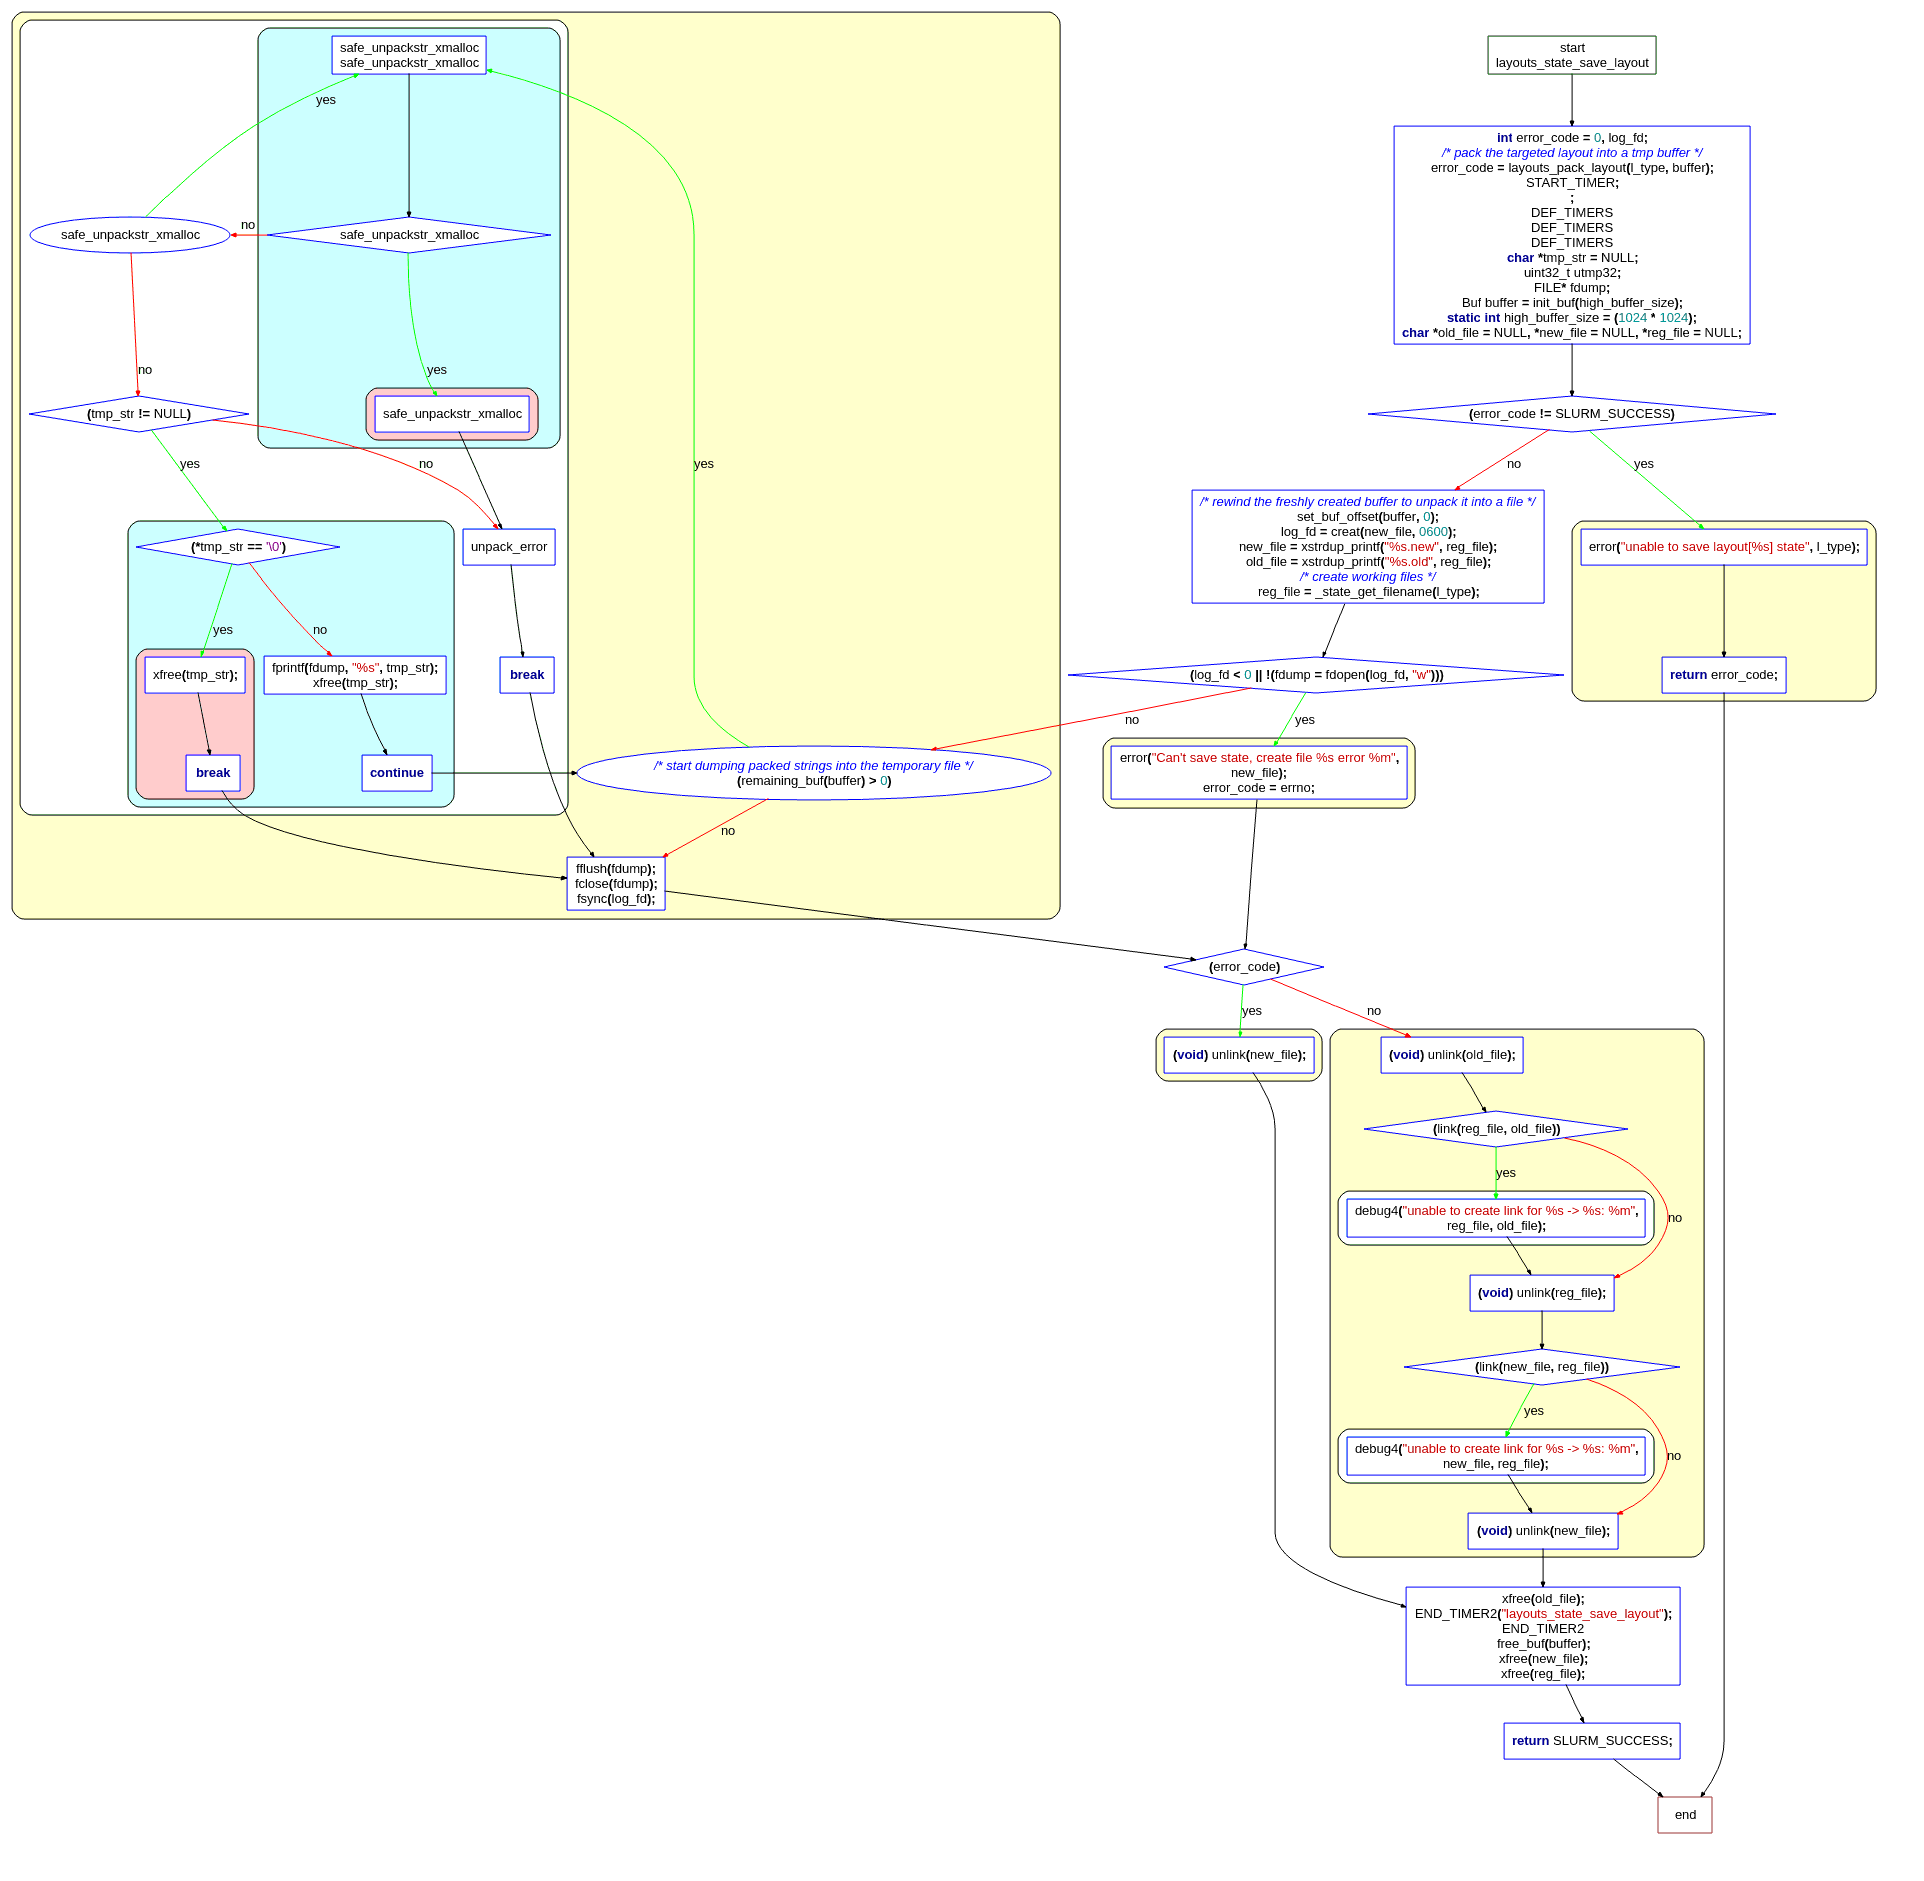 start
layouts_state_save_layout
int error_code = 0, log_fd;
/* pack the targeted layout into a tmp buffer */
error_code = layouts_pack_layout(l_type, buffer);
START_TIMER;
;
DEF_TIMERS
DEF_TIMERS
DEF_TIMERS
char *tmp_str = NULL;
uint32_t utmp32;
FILE* fdump;
Buf buffer = init_buf(high_buffer_size);
static int high_buffer_size = (1024 * 1024);
char *old_file = NULL, *new_file = NULL, *reg_file = NULL;
(error_code != SLURM_SUCCESS)
no
yes
/* rewind the freshly created buffer to unpack it into a file */
set_buf_offset(buffer, 0);
log_fd = creat(new_file, 0600);
new_file = xstrdup_printf("%s.new", reg_file);
old_file = xstrdup_printf("%s.old", reg_file);
/* create working files */
reg_file = _state_get_filename(l_type);
error("unable to save layout[%s] state", l_type);
return error_code;
(log_fd < 0 || !(fdump = fdopen(log_fd, "w")))
no
yes
error("Can't save state, create file %s error %m",
new_file);
error_code = errno;
/* start dumping packed strings into the temporary file */
(remaining_buf(buffer) > 0)
yes
no
safe_unpackstr_xmalloc
safe_unpackstr_xmalloc
yes
safe_unpackstr_xmalloc
no
safe_unpackstr_xmalloc
yes
no
safe_unpackstr_xmalloc
(tmp_str != NULL)
yes
no
unpack_error
break
(*tmp_str == '\0')
yes
no
xfree(tmp_str);
break
fprintf(fdump, "%s", tmp_str);
xfree(tmp_str);
continue
fflush(fdump);
fclose(fdump);
fsync(log_fd);
(error_code)
yes
no
(void) unlink(new_file);
(void) unlink(old_file);
(link(reg_file, old_file))
yes
no
debug4("unable to create link for %s -> %s: %m",
reg_file, old_file);
(void) unlink(reg_file);
(link(new_file, reg_file))
yes
no
debug4("unable to create link for %s -> %s: %m",
new_file, reg_file);
(void) unlink(new_file);
xfree(old_file);
END_TIMER2("layouts_state_save_layout");
END_TIMER2
free_buf(buffer);
xfree(new_file);
xfree(reg_file);
return SLURM_SUCCESS;
end